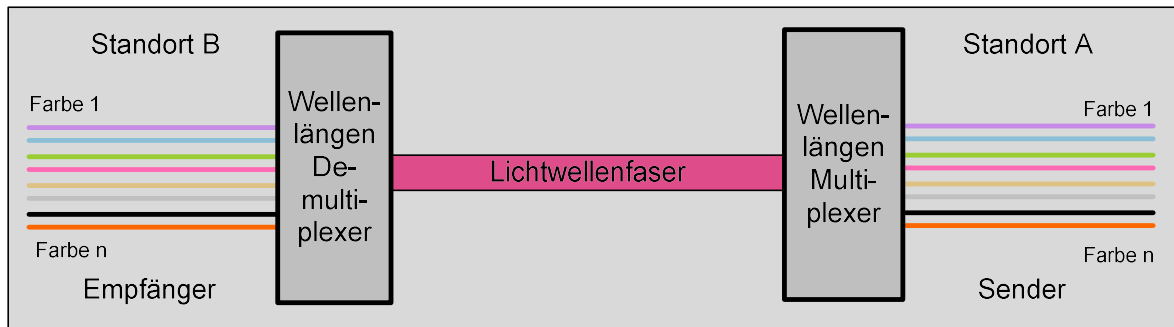 Standort B
Standort A
Farbe 1
Farbe 1
Wellen-
längen
De-
multi-
plexer
Lichtwellenfaser
Wellen-
längen
Multi-
plexer
Farbe n
Farbe n
Empfänger
Sender